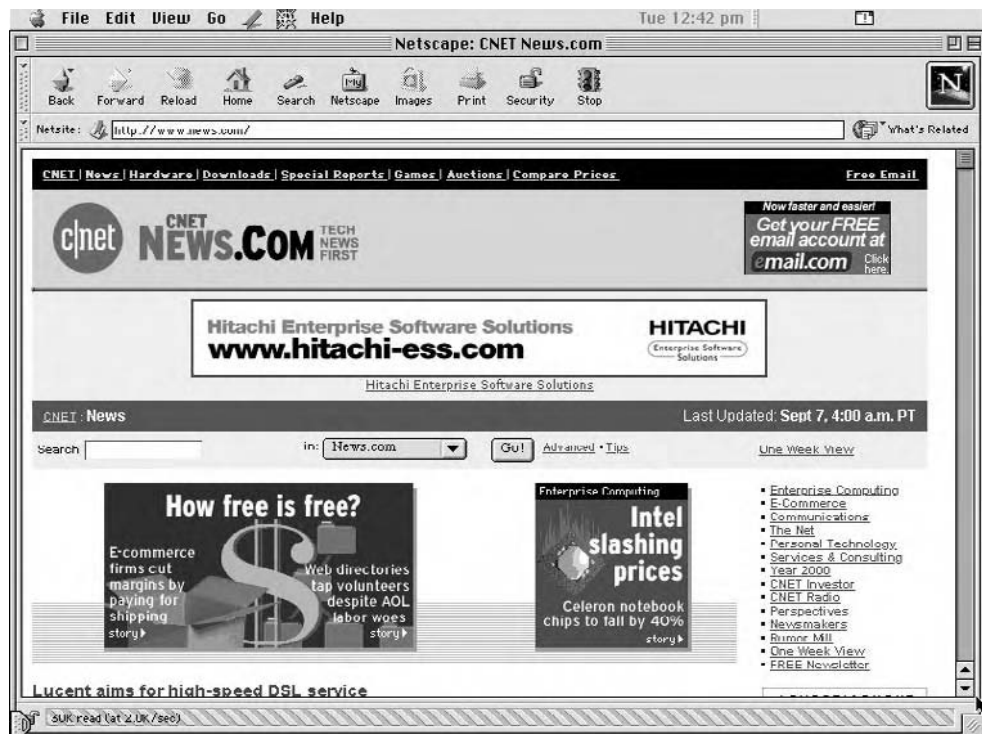 File Edit View Go Help Tue 12:42 pm
Netscape: CNET News.com
Back Forward Reload Home Search Netscape Images Print Security Stop N
Netsite: http://www.news.com/ What's Related
CNET | News | Hardware | Downloads | Special Reports | Games | Auctions | Compare Prices Free Email
c|net CNET NEWS.COM TECH NEWS FIRST
Now faster and easier!
Get your FREE
email account at
email.com Click here.
Hitachi Enterprise Software Solutions
www.hitachi-ess.com
HITACHI
Enterprise Software
Solutions
Hitachi Enterprise Software Solutions
CNET : News Last Updated: Sept 7, 4:00 a.m. PT
Search in: News.com Go! Advanced • Tips One Week View
How free is free?
E-commerce
firms cut
margins by
paying for
shipping
story
Web directories
tap volunteers
despite AOL
labor woes
story
Enterprise Computing
Intel
slashing
prices
Celeron notebook
chips to fall by 40%
story
Enterprise Computing
E-Commerce
Communications
The Net
Personal Technology
Services & Consulting
Year 2000
CNET Investor
CNET Radio
Perspectives
Newsmakers
Rumor Mill
One Week View
FREE Newsletter
Lucent aims for high-speed DSL service
read (at 2.0K/sec)